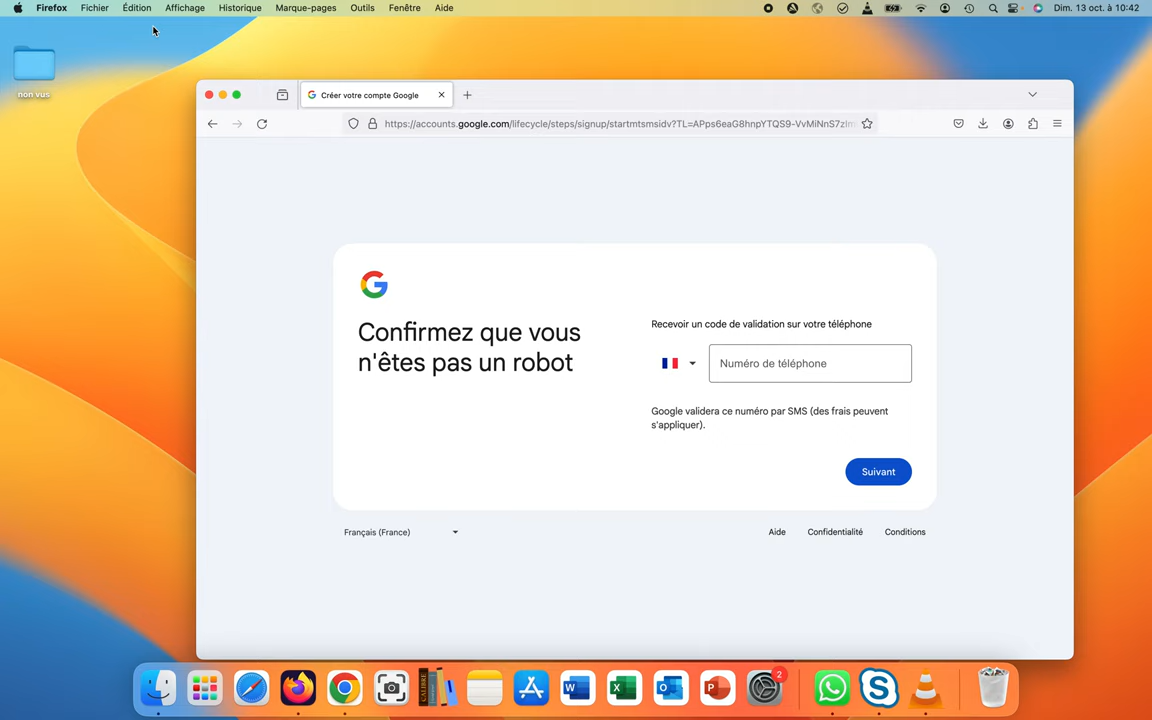 Firefox Fichier Édition Affichage Historique Marque-pages Outils Fenêtre Aide Dim. 13 oct. à 10:42
non vus
Créer votre compte Google
https://accounts.google.com/lifecycle/steps/signup/startmtsmsidv?TL=APps6eaG8hnpYTQS9-VvMiNnS7zIm
Confirmez que vous
n'êtes pas un robot
Recevoir un code de validation sur votre téléphone
Numéro de téléphone
Google validera ce numéro par SMS (des frais peuvent
s'appliquer).
Suivant
Français (France) Aide Confidentialité Conditions
CALIBRE
W X O P 2 S